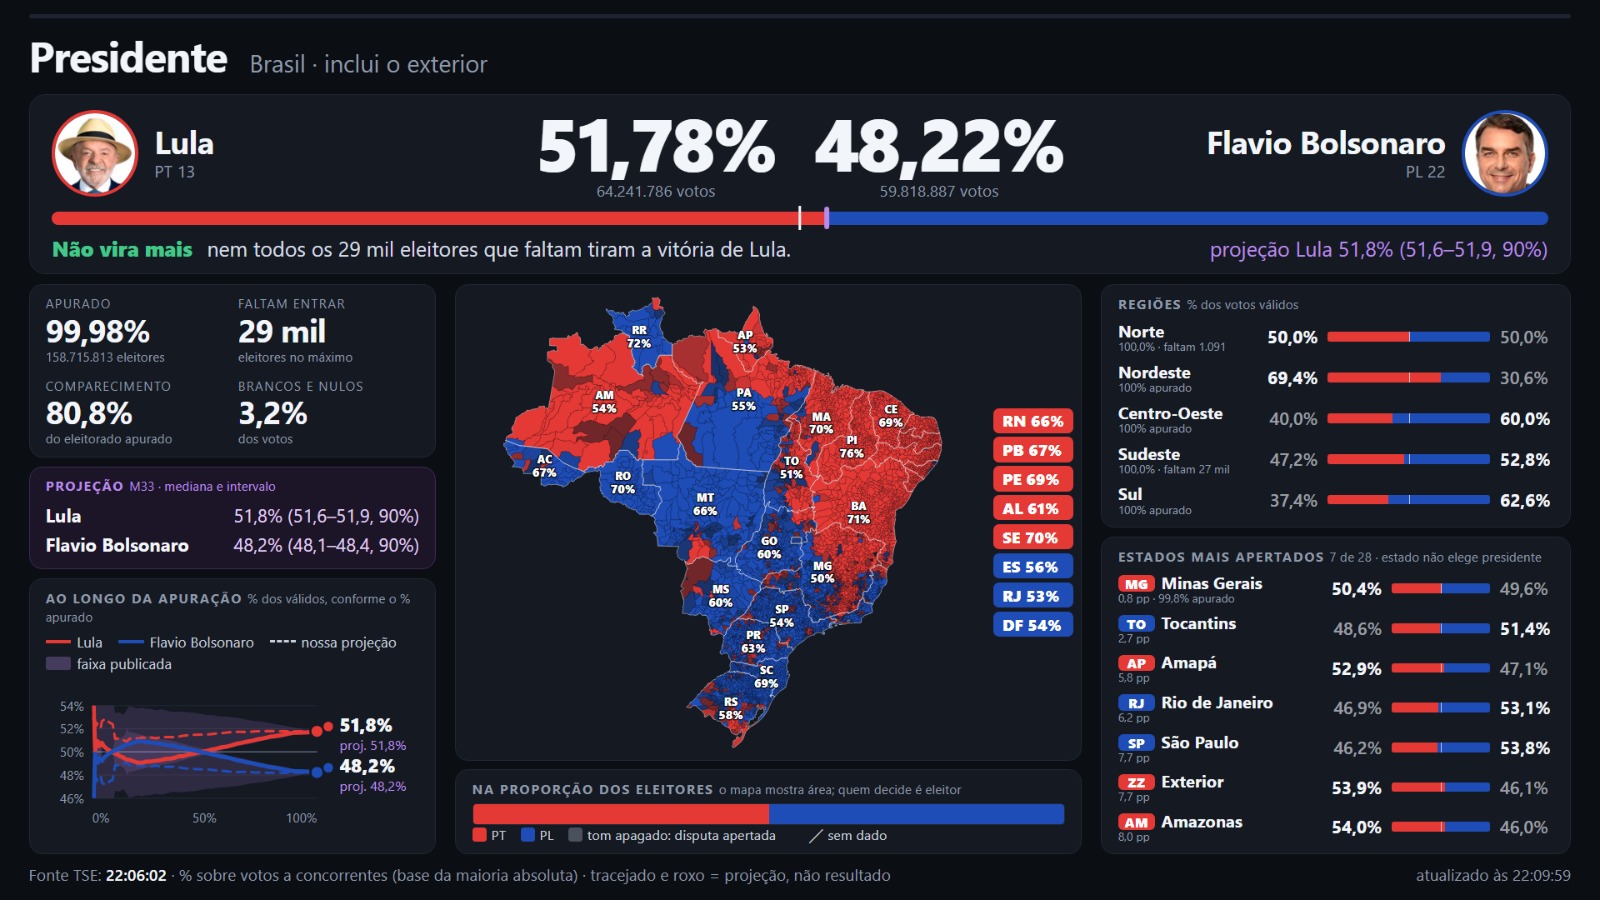 Presidente Brasil · inclui o exterior
Lula
PT 13
51,78% 48,22%
64.241.786 votos 59.818.887 votos
Flavio Bolsonaro
PL 22
Não vira mais nem todos os 29 mil eleitores que faltam tiram a vitória de Lula.
projeção Lula 51,8% (51,6–51,9, 90%)
APURADO
99,98%
158.715.813 eleitores
FALTAM ENTRAR
29 mil
eleitores no máximo
COMPARECIMENTO
80,8%
do eleitorado apurado
BRANCOS E NULOS
3,2%
dos votos
PROJEÇÃO M33 · mediana e intervalo
Lula 51,8% (51,6–51,9, 90%)
Flavio Bolsonaro 48,2% (48,1–48,4, 90%)
AO LONGO DA APURAÇÃO % dos válidos, conforme o %
apurado
Lula Flavio Bolsonaro nossa projeção
faixa publicada
54%
52%
50%
48%
46%
0% 50% 100%
51,8%
proj. 51,8%
48,2%
proj. 48,2%
RR
72%
AP
53%
AM
54%
PA
55%
MA
70%
CE
69%
PI
76%
AC
67%
RO
70%
TO
51%
MT
66%
BA
71%
GO
60%
MG
50%
MS
60%
SP
54%
PR
63%
SC
69%
RS
58%
RN 66%
PB 67%
PE 69%
AL 61%
SE 70%
ES 56%
RJ 53%
DF 54%
NA PROPORÇÃO DOS ELEITORES o mapa mostra área; quem decide é eleitor
PT PL tom apagado: disputa apertada sem dado
REGIÕES % dos votos válidos
Norte
100,0% · faltam 1.091
50,0% 50,0%
Nordeste
100% apurado
69,4% 30,6%
Centro-Oeste
100% apurado
40,0% 60,0%
Sudeste
100,0% · faltam 27 mil
47,2% 52,8%
Sul
100% apurado
37,4% 62,6%
ESTADOS MAIS APERTADOS 7 de 28 · estado não elege presidente
MG Minas Gerais
0,8 pp · 99,8% apurado
50,4% 49,6%
TO Tocantins
2,7 pp
48,6% 51,4%
AP Amapá
5,8 pp
52,9% 47,1%
RJ Rio de Janeiro
6,2 pp
46,9% 53,1%
SP São Paulo
7,7 pp
46,2% 53,8%
ZZ Exterior
7,7 pp
53,9% 46,1%
AM Amazonas
8,0 pp
54,0% 46,0%
Fonte TSE: 22:06:02 · % sobre votos a concorrentes (base da maioria absoluta) · tracejado e roxo = projeção, não resultado
atualizado às 22:09:59